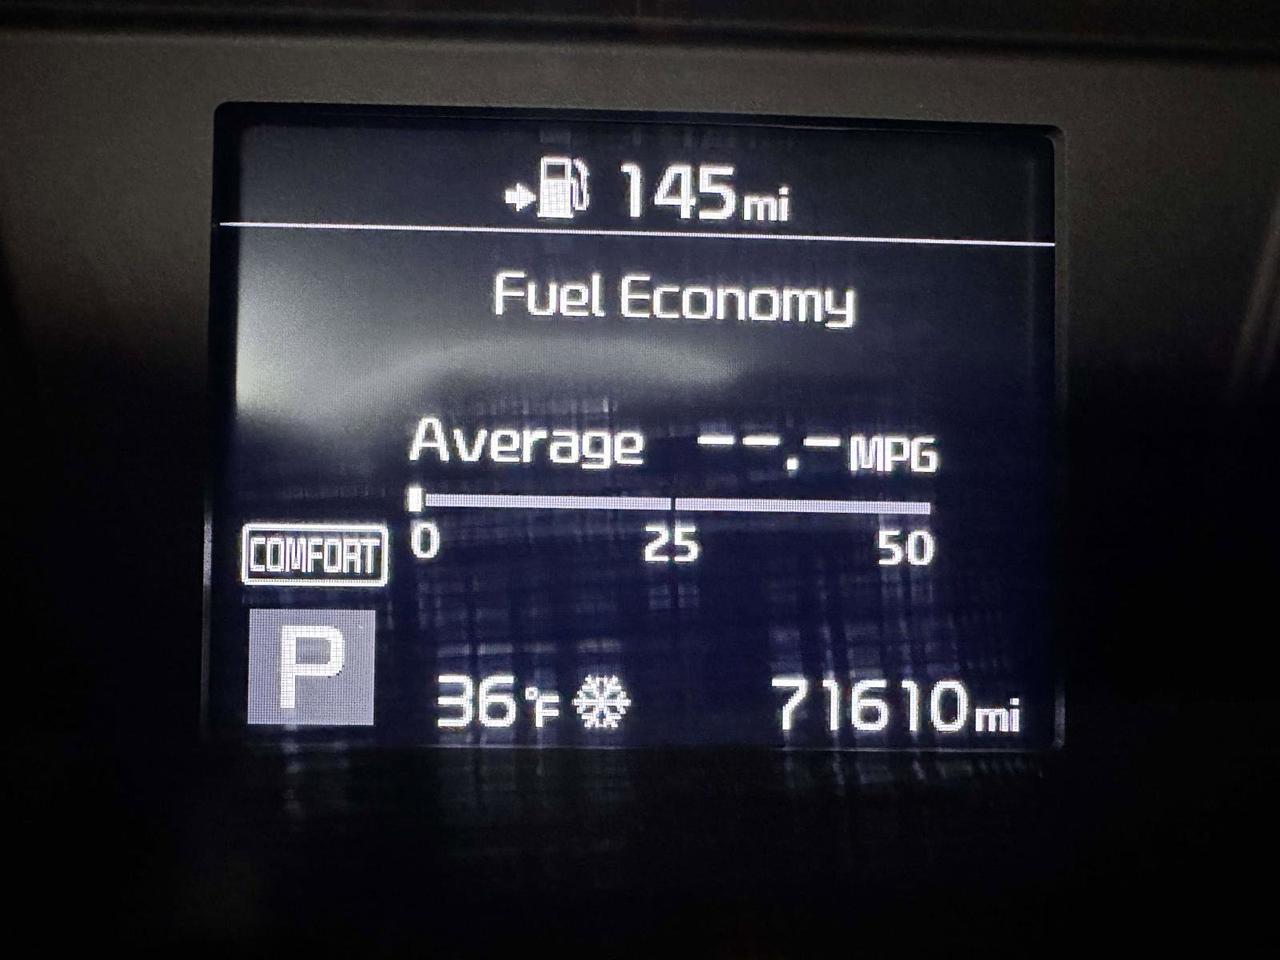 145mi
Fuel Economy
Average --.-MPG
0 25 50
COMFORT
P
36°F 71610mi